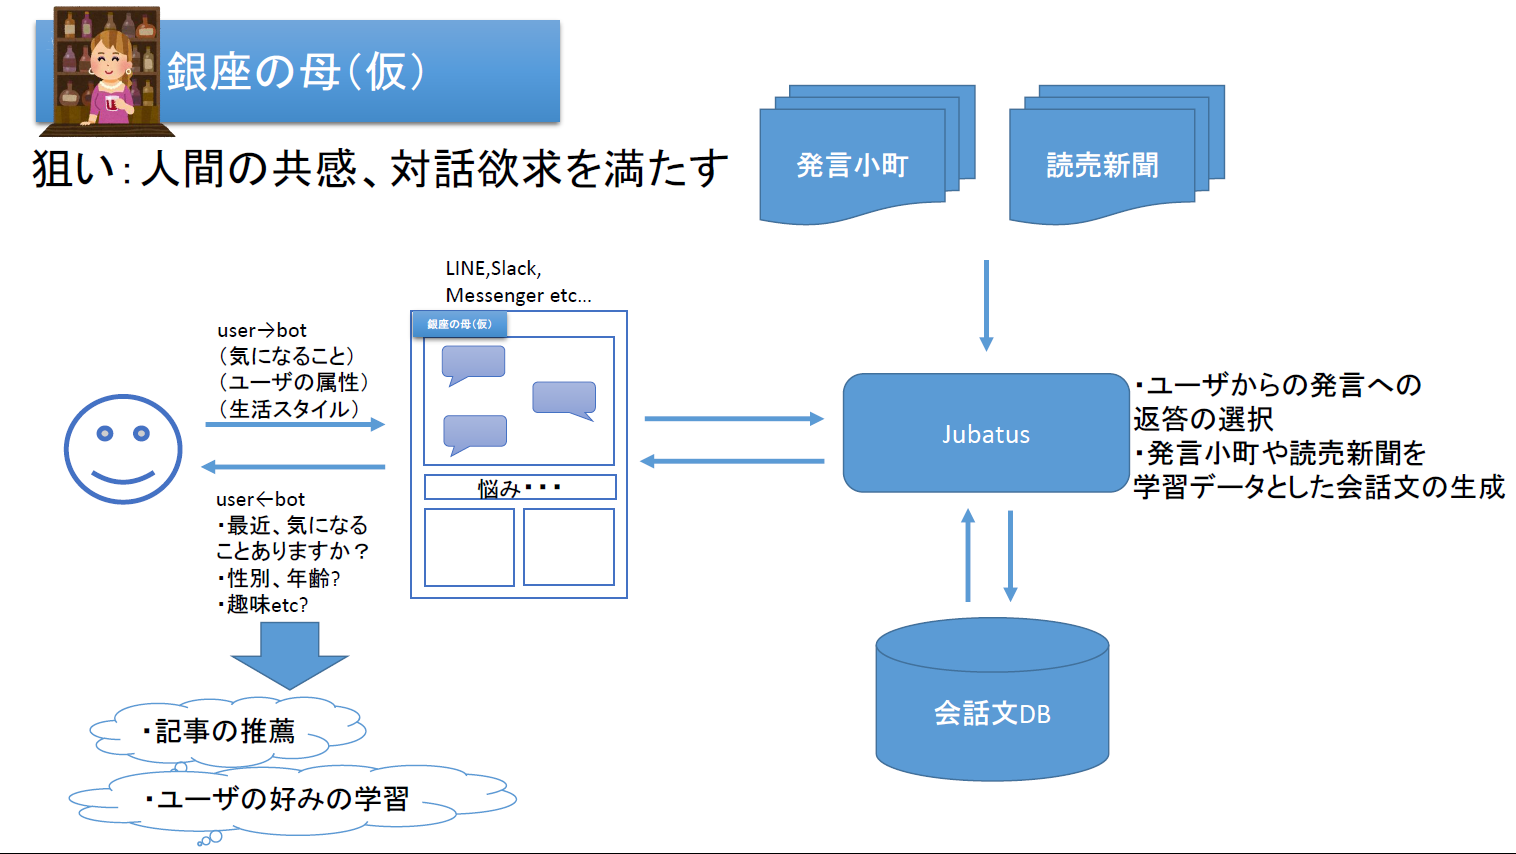 銀座の母（仮）
狙い：人間の共感、対話欲求を満たす
発言小町
読売新聞
LINE,Slack,
Messenger etc...
銀座の母（仮）
user→bot
（気になること）
（ユーザの属性）
（生活スタイル）
悩み・・・
user←bot
・最近、気になる
ことありますか？
・性別、年齢?
・趣味etc?
Jubatus
・ユーザからの発言への
返答の選択
・発言小町や読売新聞を
学習データとした会話文の生成
会話文DB
・記事の推薦
・ユーザの好みの学習